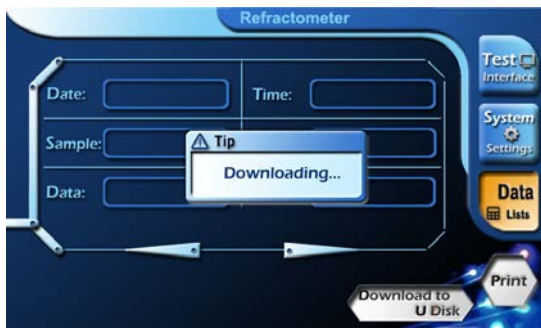 Refractometer
Date:
Time:
Sample:
Data:
Tip
Downloading...
Test
Interface
System
Settings
Data
Lists
Download to
U Disk
Print